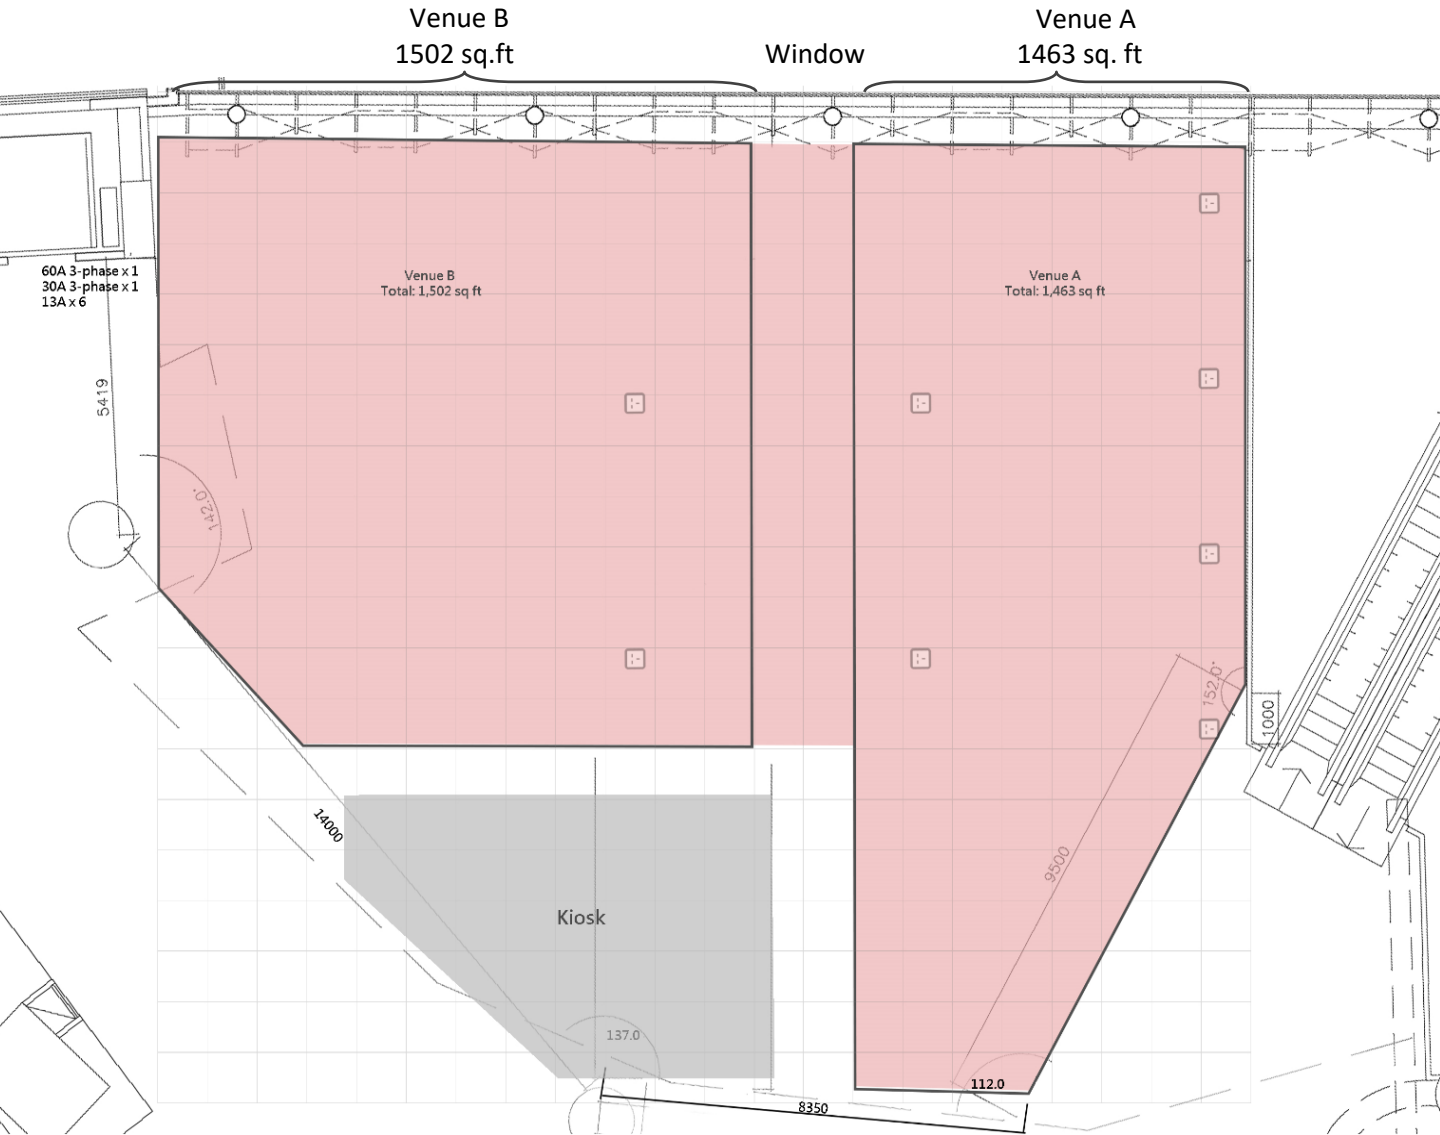 Venue B
1502 sq.ft
Window
Venue A
1463 sq. ft
60A 3-phase x 1
30A 3-phase x 1
13A x 6
Venue B
Total: 1,502 sq ft
Venue A
Total: 1,463 sq ft
5419
142.0°
152.0°
1000
14000
9500
Kiosk
137.0
112.0
8350